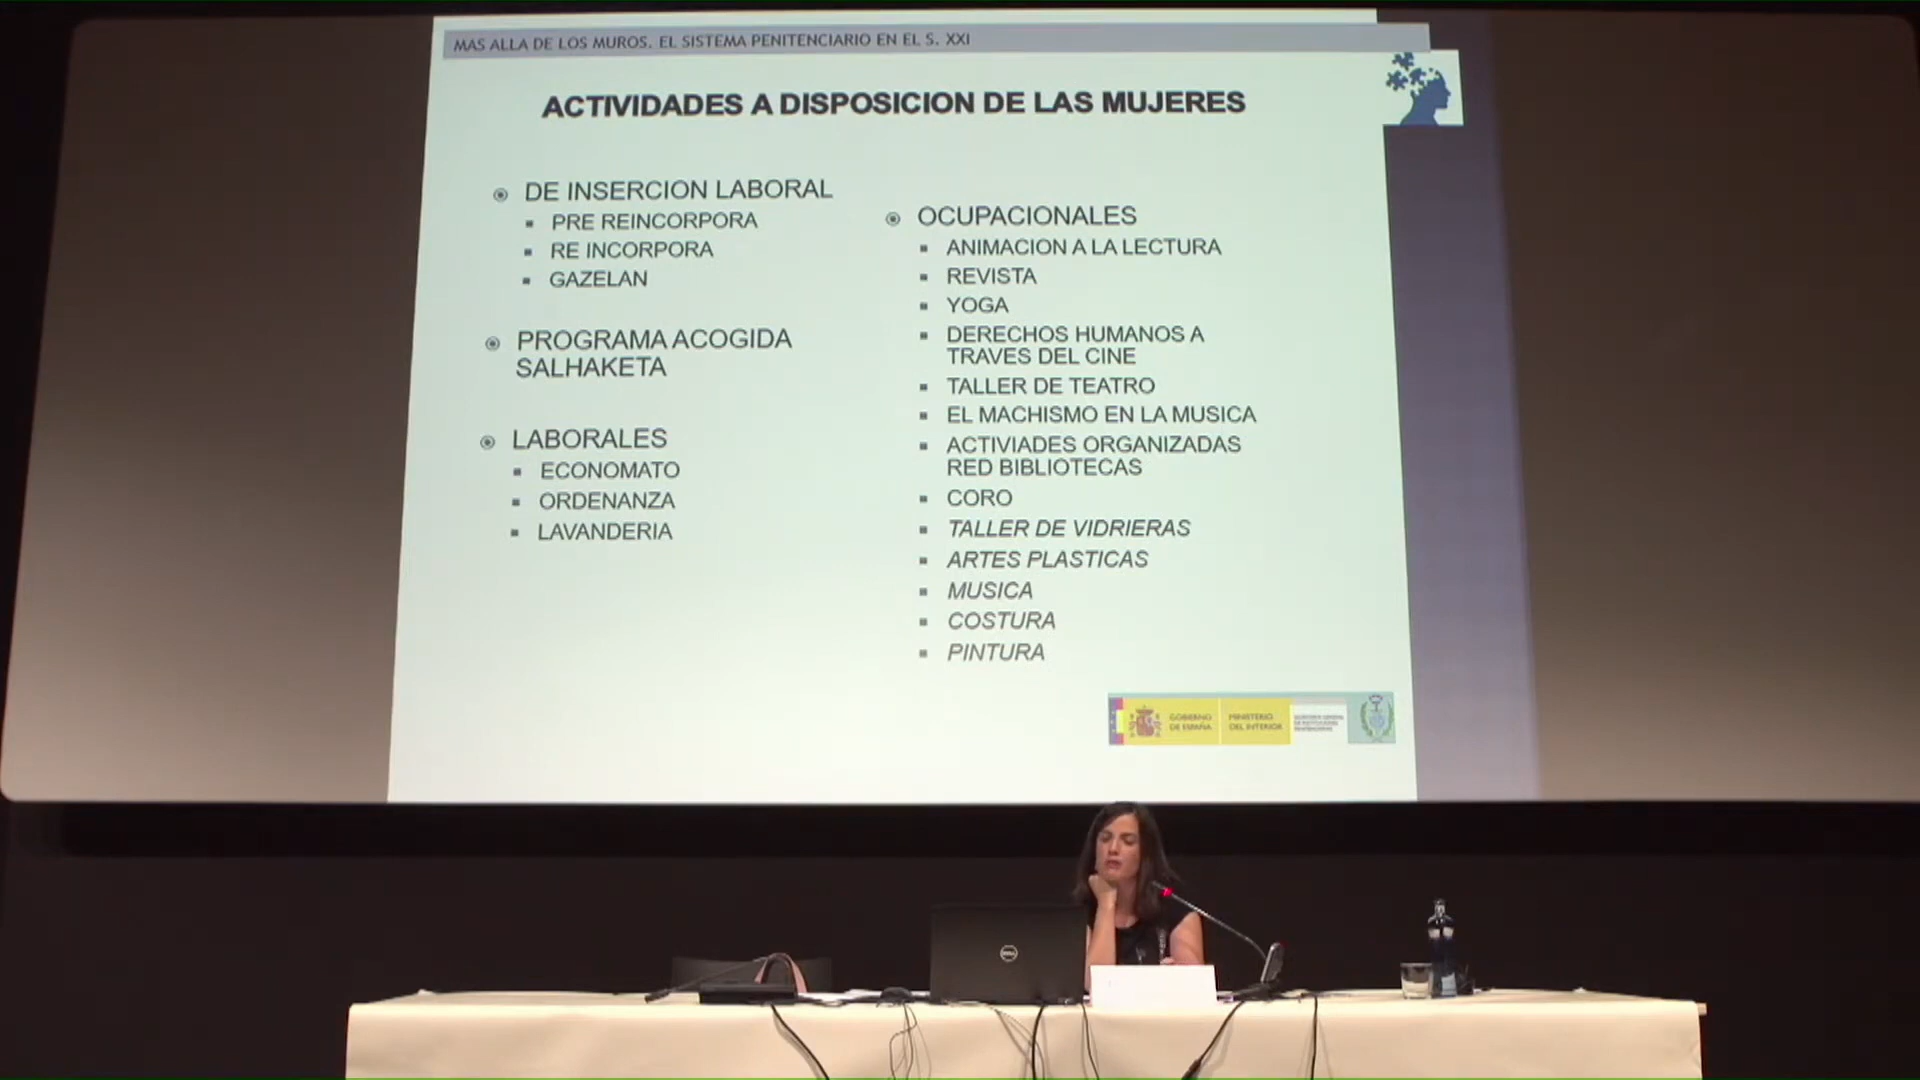 MAS ALLA DE LOS MUROS. EL SISTEMA PENITENCIARIO EN EL S. XXI
ACTIVIDADES A DISPOSICION DE LAS MUJERES
DE INSERCION LABORAL
PRE REINCORPORA
RE INCORPORA
GAZELAN
PROGRAMA ACOGIDA
SALHAKETA
LABORALES
ECONOMATO
ORDENANZA
LAVANDERIA
OCUPACIONALES
ANIMACION A LA LECTURA
REVISTA
YOGA
DERECHOS HUMANOS A
TRAVES DEL CINE
TALLER DE TEATRO
EL MACHISMO EN LA MUSICA
ACTIVIADES ORGANIZADAS
RED BIBLIOTECAS
CORO
TALLER DE VIDRIERAS
ARTES PLASTICAS
MUSICA
COSTURA
PINTURA
GOBIERNO
DE ESPAÑA
MINISTERIO
DEL INTERIOR
DELL